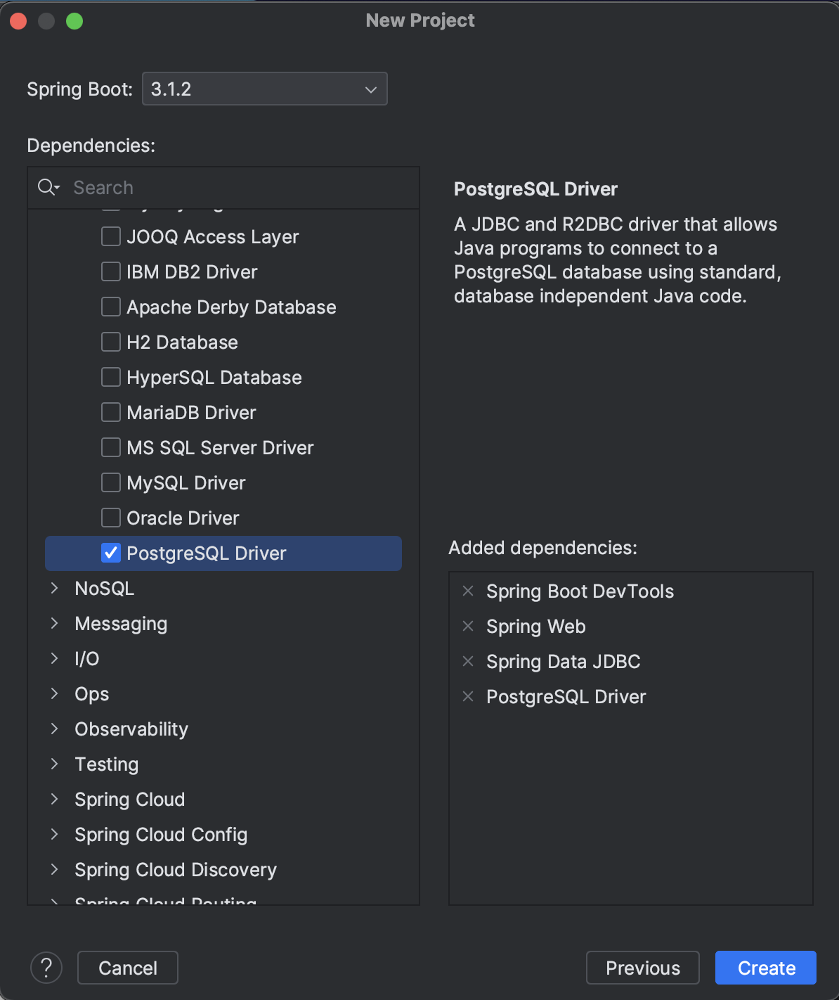 New Project
Spring Boot:
3.1.2
Dependencies:
Search
JOOQ Access Layer
IBM DB2 Driver
Apache Derby Database
H2 Database
HyperSQL Database
MariaDB Driver
MS SQL Server Driver
MySQL Driver
Oracle Driver
PostgreSQL Driver
NoSQL
Messaging
I/O
Ops
Observability
Testing
Spring Cloud
Spring Cloud Config
Spring Cloud Discovery
Spring Cloud Routing
PostgreSQL Driver
A JDBC and R2DBC driver that allows
Java programs to connect to a
PostgreSQL database using standard,
database independent Java code.
Added dependencies:
Spring Boot DevTools
Spring Web
Spring Data JDBC
PostgreSQL Driver
?
Cancel
Previous
Create